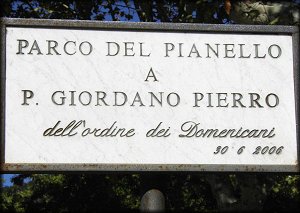 PARCO DEL PIANELLO
A
P. GIORDANO PIERRO
dell'ordine dei Domenicani
30 6 2006